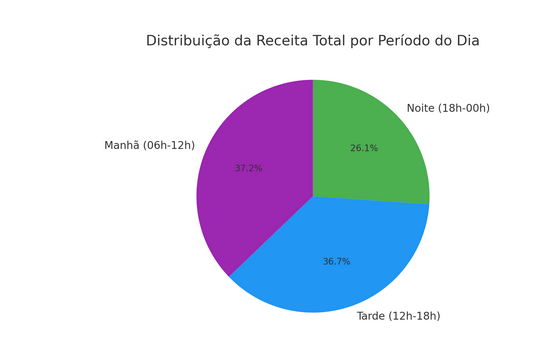 Distribuição da Receita Total por Período do Dia
Noite (18h-00h)
Manhã (06h-12h)
26.1%
37.2%
36.7%
Tarde (12h-18h)